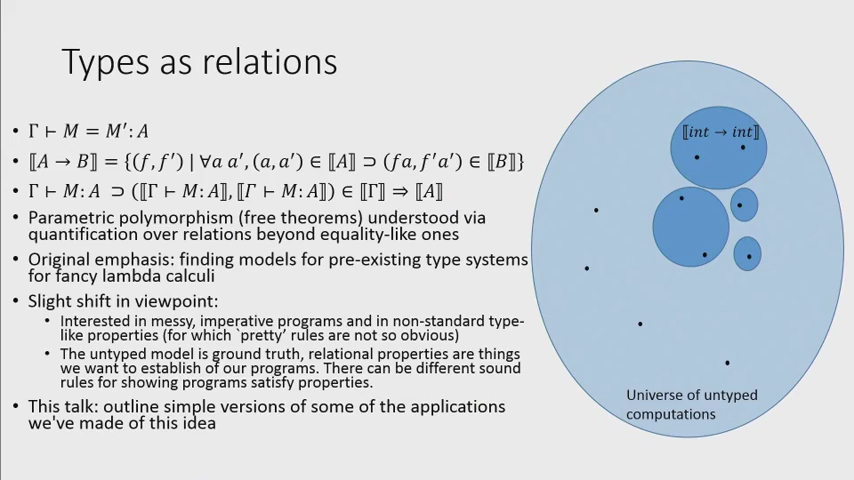 Types as relations
• Γ ⊢ M = M′: A
• ⟦A → B⟧ = {(f, f′) | ∀a a′, (a, a′) ∈ ⟦A⟧ ⊃ (fa, f′a′) ∈ ⟦B⟧}
• Γ ⊢ M: A ⊃ (⟦Γ ⊢ M: A⟧, ⟦Γ ⊢ M: A⟧) ∈ ⟦Γ⟧ ⇒ ⟦A⟧
• Parametric polymorphism (free theorems) understood via
quantification over relations beyond equality-like ones
• Original emphasis: finding models for pre-existing type systems
for fancy lambda calculi
• Slight shift in viewpoint:
• Interested in messy, imperative programs and in non-standard type-
like properties (for which `pretty' rules are not so obvious)
• The untyped model is ground truth, relational properties are things
we want to establish of our programs. There can be different sound
rules for showing programs satisfy properties.
• This talk: outline simple versions of some of the applications
we've made of this idea
⟦int → int⟧
Universe of untyped
computations